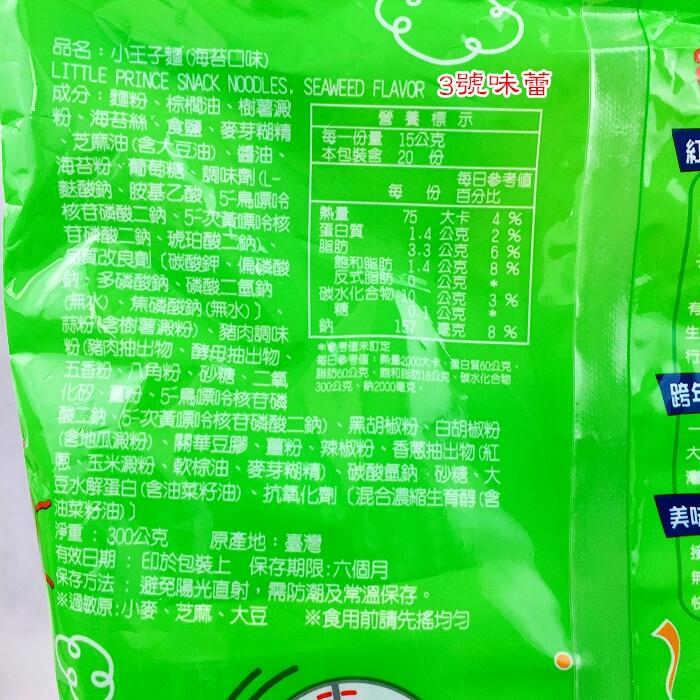 品名：小王子麵(海苔口味)
LITTLE PRINCE SNACK NOODLES, SEAWEED FLAVOR
3號味蕾
成分：麵粉、棕櫚油、樹薯澱
粉、海苔絲、食鹽、麥芽糊精
、芝麻油(含大豆油)、醬油、
海苔粉、葡萄糖、調味劑(L-
麩酸鈉、胺基乙酸、5'-鳥嘌呤
核苷磷酸二鈉、5'-次黃嘌呤核
苷磷酸二鈉、琥珀酸二鈉)、
品質改良劑〔碳酸鉀、偏磷酸
鈉、多磷酸鈉、磷酸二氫鈉
(無水)、焦磷酸鈉(無水)〕、
蒜粉(含樹薯澱粉)、豬肉調味
粉(豬肉抽出物、酵母抽出物、
五香粉、八角粉、砂糖、二氧
化矽、薑粉、5'-鳥嘌呤核苷磷
酸二鈉、5'-次黃嘌呤核苷磷酸二鈉)、黑胡椒粉、白胡椒粉
(含地瓜澱粉)、關華豆膠、薑粉、辣椒粉、香蔥抽出物(紅
蔥、玉米澱粉、軟棕油、麥芽糊精)、碳酸氫鈉、砂糖、大
豆水解蛋白(含油菜籽油)、抗氧化劑〔混合濃縮生育醇(含
油菜籽油)〕
淨重：300公克 原產地：臺灣
有效日期：印於包裝上 保存期限:六個月
保存方法：避免陽光直射，需防潮及常溫保存。
※過敏原:小麥、芝麻、大豆 ※食用前請先搖均勻
營養標示
每一份量 15公克
本包裝含 20 份
每份 每日參考值百分比
熱量 75 大卡 4 %
蛋白質 1.4 公克 2 %
脂肪 3.3 公克 6 %
飽和脂肪 1.4 公克 8 %
反式脂肪 0 公克 *
碳水化合物 10 公克 3 %
糖 0.1 公克 *
鈉 157 毫克 8 %
*參考值未訂定
每日參考值：熱量2000大卡、蛋白質60公克、
脂肪60公克、飽和脂肪18公克、碳水化合物
300公克、鈉2000毫克。
紅
有
生
行
跨年
一
大
灣
美味